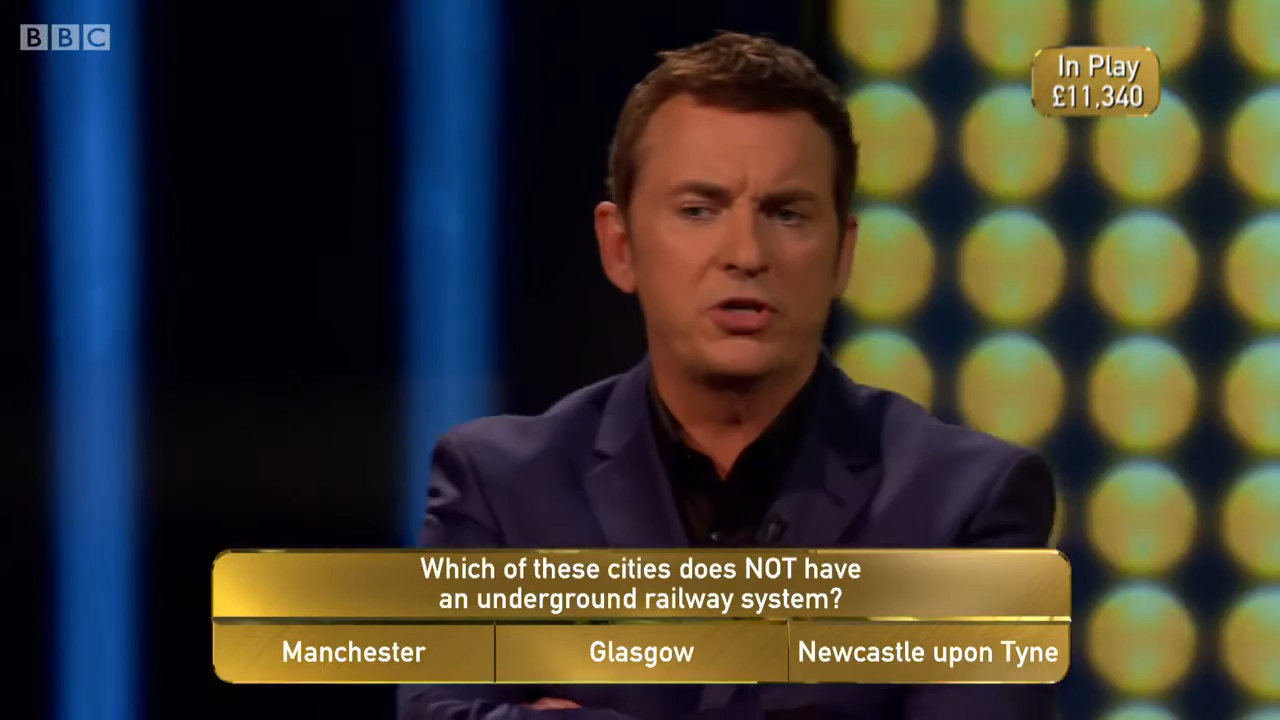 BBC
In Play
£11,340
Which of these cities does NOT have
an underground railway system?
Manchester
Glasgow
Newcastle upon Tyne